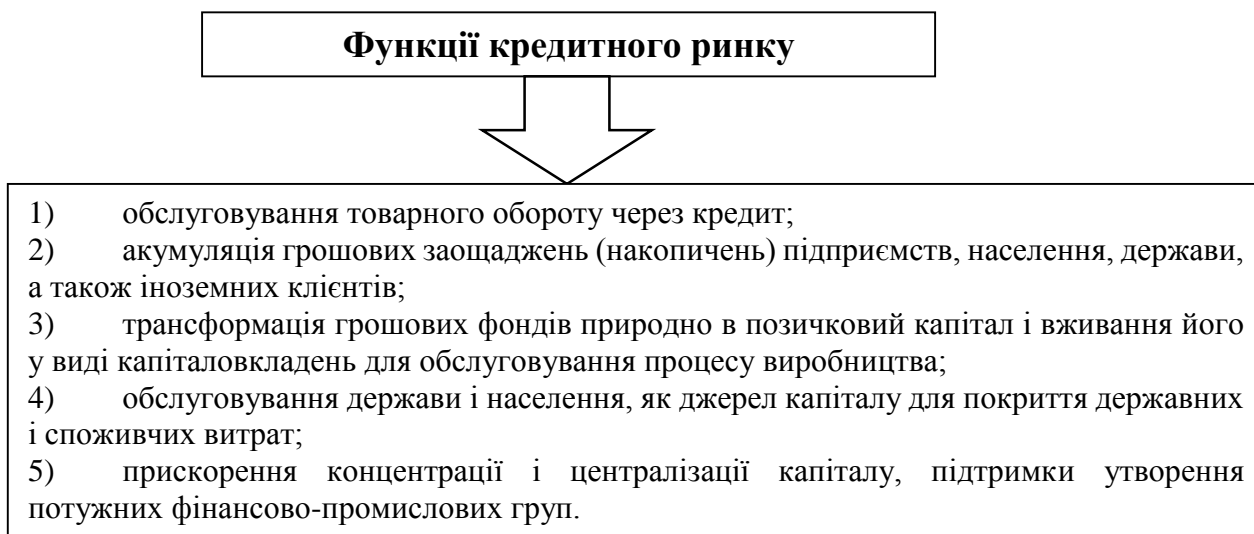 Функції кредитного ринку
1) обслуговування товарного обороту через кредит;
2) акумуляція грошових заощаджень (накопичень) підприємств, населення, держави,
а також іноземних клієнтів;
3) трансформація грошових фондів природно в позичковий капітал і вживання його
у виді капіталовкладень для обслуговування процесу виробництва;
4) обслуговування держави і населення, як джерел капіталу для покриття державних
і споживчих витрат;
5) прискорення концентрації і централізації капіталу, підтримки утворення
потужних фінансово-промислових груп.